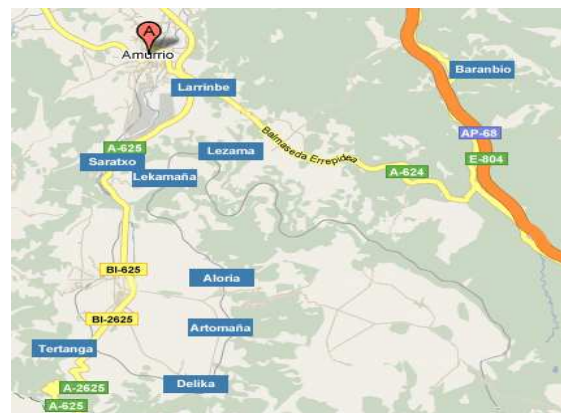 A
Amurrio
Baranbio
Larrinbe
AP-68
Balmaseda Errepidea
A-625
Lezama
E-804
Saratxo
A-624
Lekamaña
BI-625
Aloria
BI-2625
Artomaña
Tertanga
Delika
A-2625
A-625